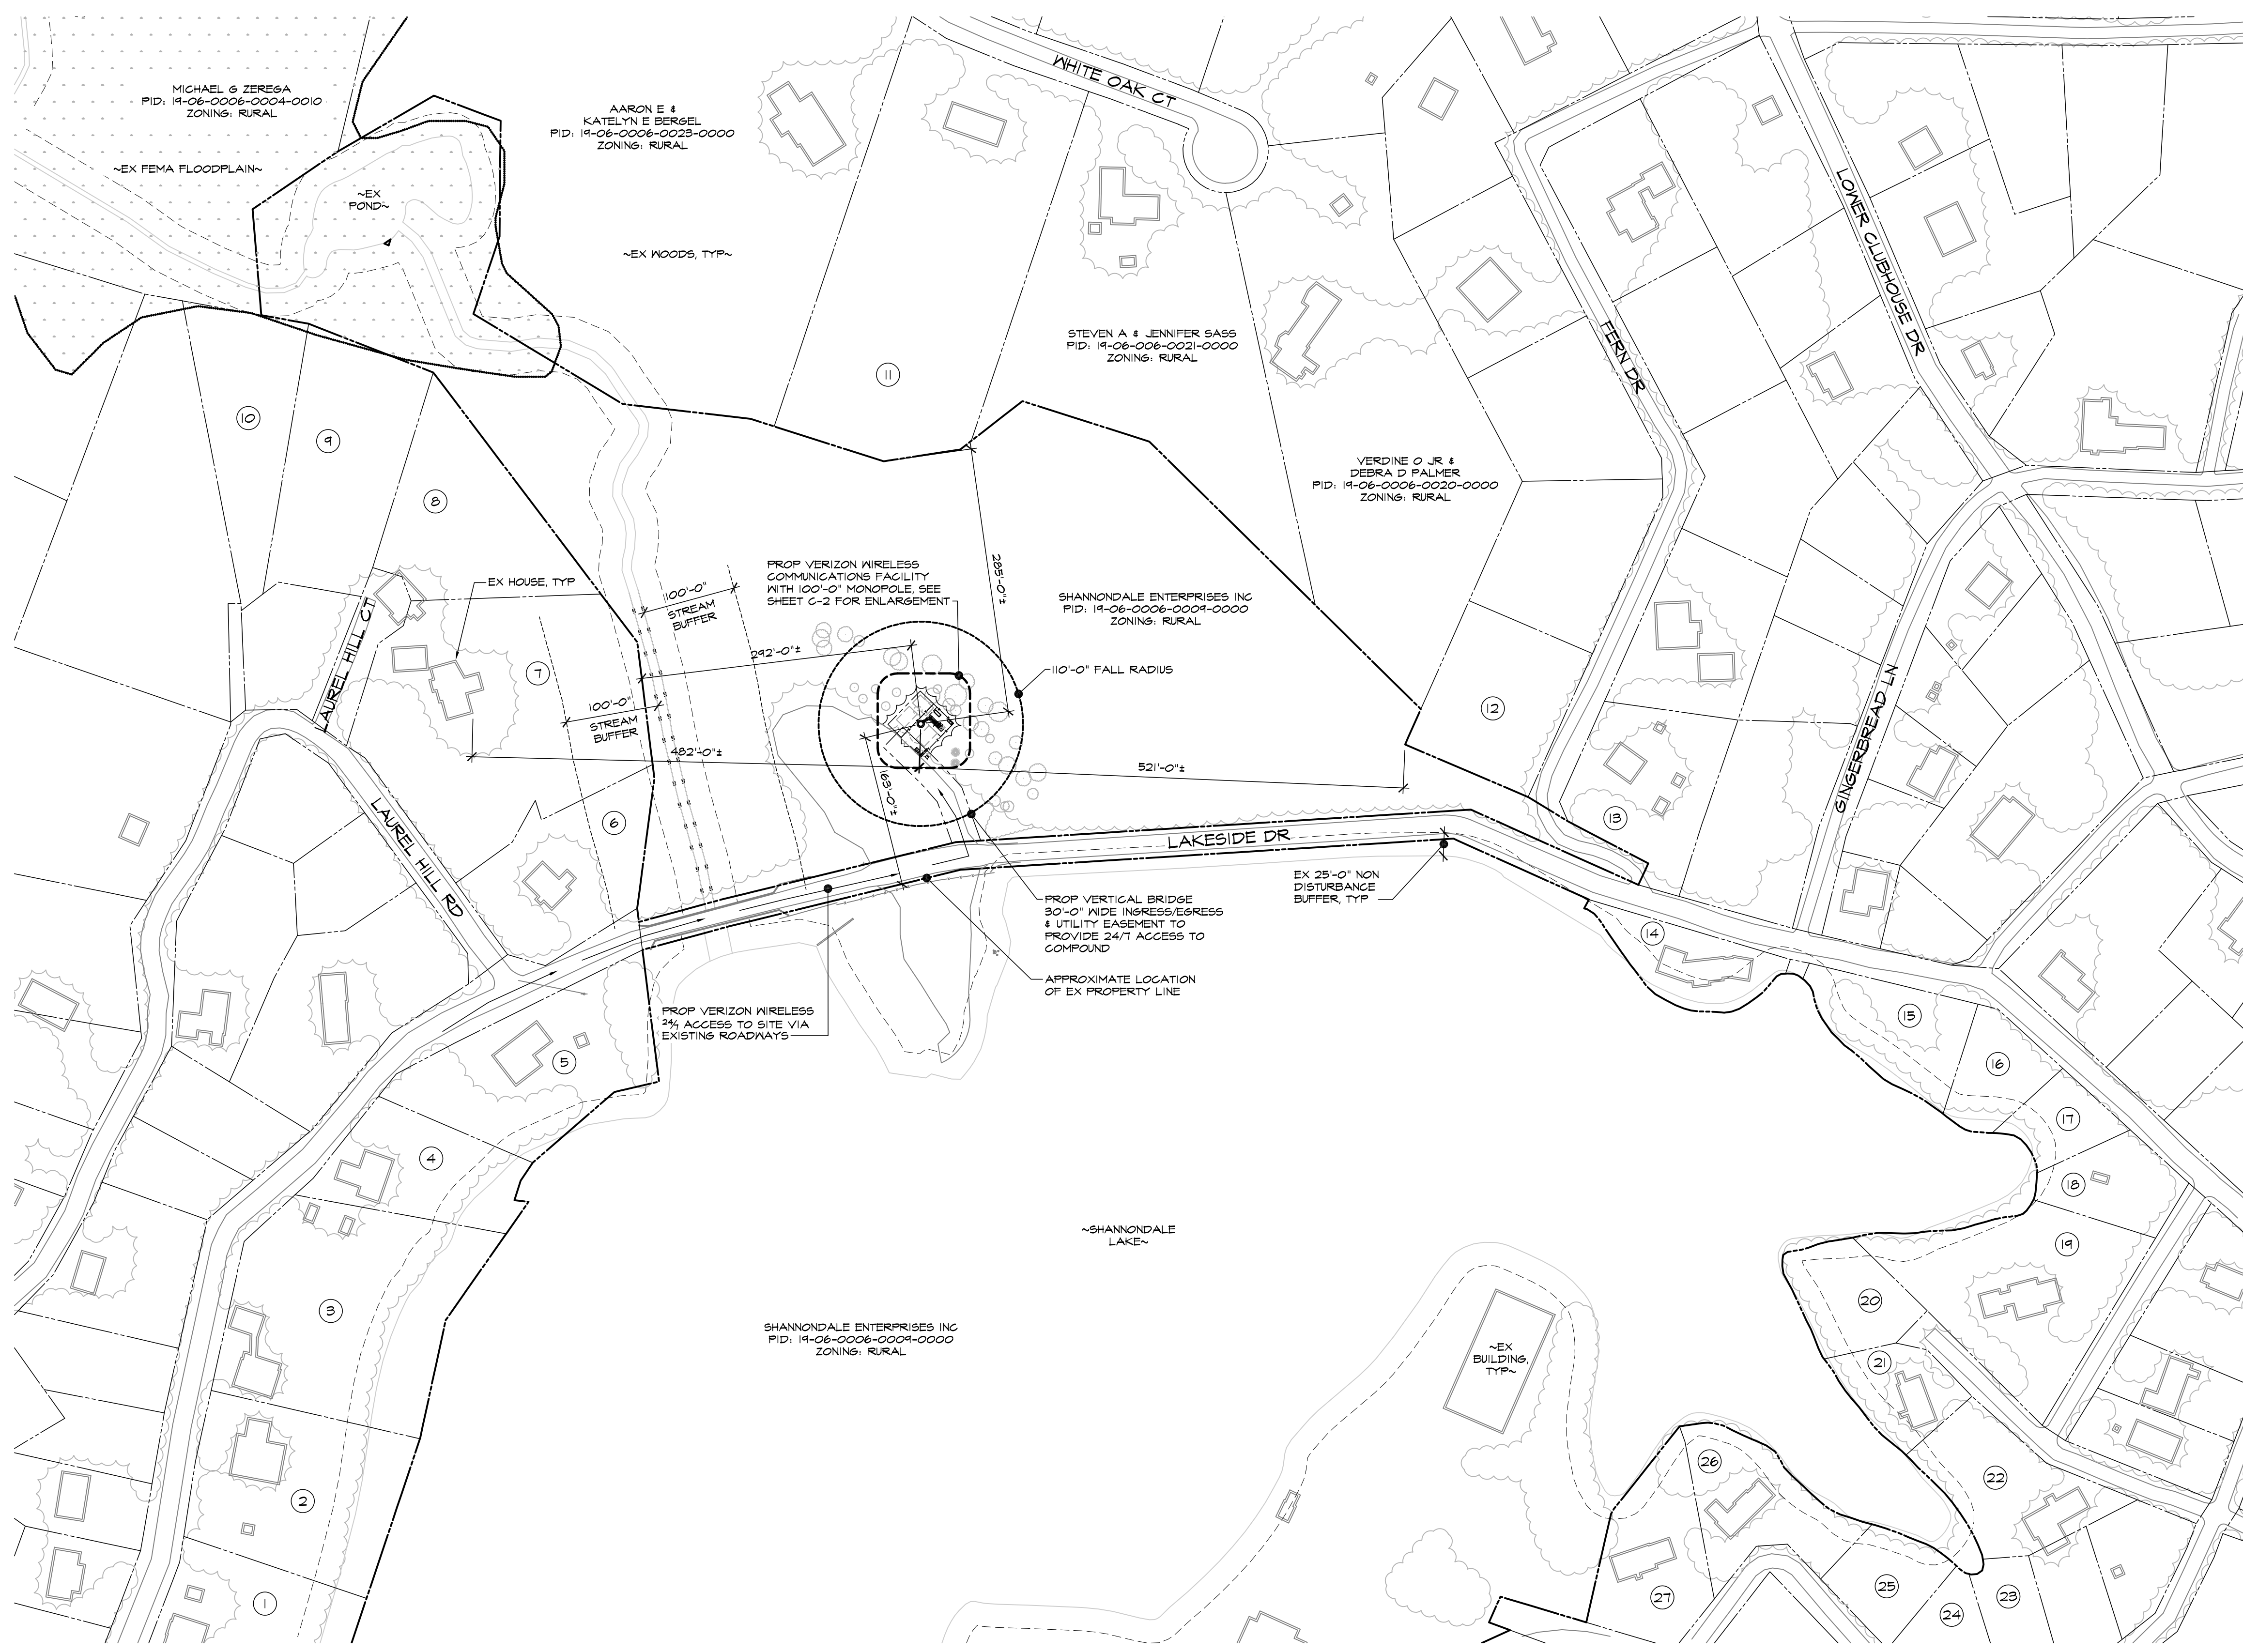 MICHAEL G ZEREGA
PID: 19-06-0006-0004-0010
ZONING: RURAL
~EX FEMA FLOODPLAIN~
~EX
POND~
AARON E &
KATELYN E BERGEL
PID: 19-06-0006-0023-0000
ZONING: RURAL
~EX WOODS, TYP~
WHITE OAK CT
LOWER CLUBHOUSE DR
FERN DR
STEVEN A & JENNIFER SASS
PID: 19-06-006-0021-0000
ZONING: RURAL
11
10
9
8
VERDINE O JR &
DEBRA D PALMER
PID: 19-06-0006-0020-0000
ZONING: RURAL
EX HOUSE, TYP
LAUREL HILL CT
7
100'-0"
STREAM
BUFFER
100'-0"
STREAM
BUFFER
PROP VERIZON WIRELESS
COMMUNICATIONS FACILITY
WITH 100'-0" MONOPOLE, SEE
SHEET C-2 FOR ENLARGEMENT
285'-0"±
SHANNONDALE ENTERPRISES INC
PID: 19-06-0006-0009-0000
ZONING: RURAL
292'-0"±
110'-0" FALL RADIUS
482'-0"±
521'-0"±
163'-0"±
12
13
GINGERBREAD LN
LAUREL HILL RD
6
LAKESIDE DR
EX 25'-0" NON
DISTURBANCE
BUFFER, TYP
PROP VERTICAL BRIDGE
30'-0" WIDE INGRESS/EGRESS
& UTILITY EASEMENT TO
PROVIDE 24/7 ACCESS TO
COMPOUND
APPROXIMATE LOCATION
OF EX PROPERTY LINE
PROP VERIZON WIRELESS
24/7 ACCESS TO SITE VIA
EXISTING ROADWAYS
14
15
16
17
18
19
5
4
3
2
1
~SHANNONDALE
LAKE~
SHANNONDALE ENTERPRISES INC
PID: 19-06-0006-0009-0000
ZONING: RURAL
~EX
BUILDING,
TYP~
20
21
22
26
27
25
24
23